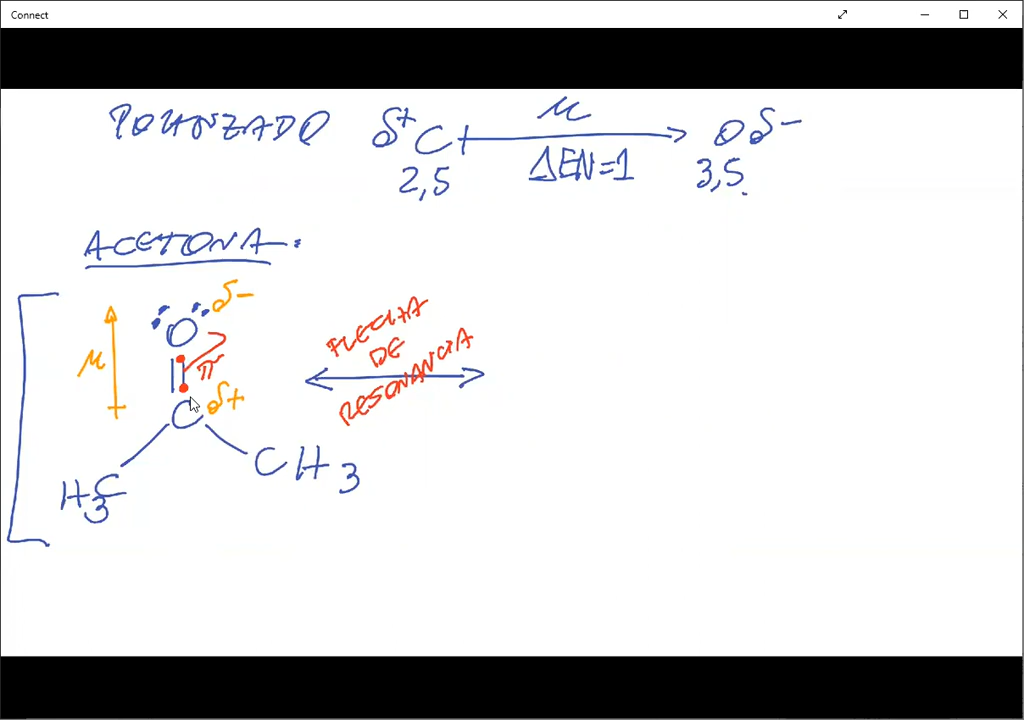 Connect
POLARIZADO δ+ C μ O δ-
2,5 ΔEN=1 3,5
ACETONA:
O δ-
μ
π
C δ+
H3C
CH3
FLECHA
DE
RESONANCIA